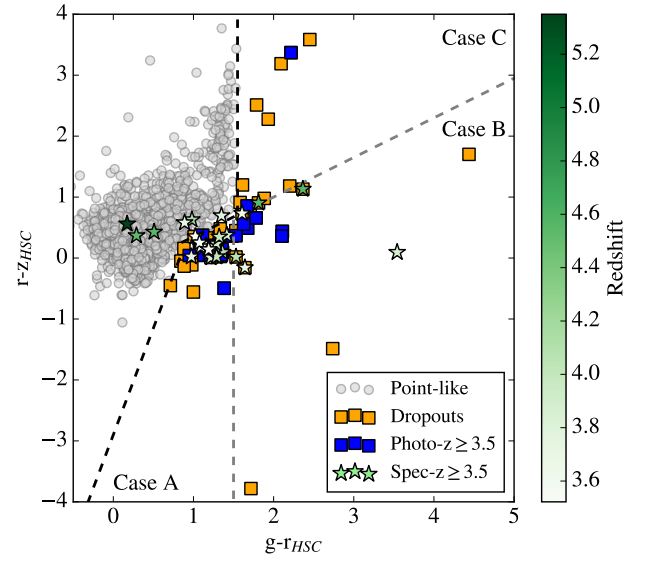 4
3
2
1
0
−1
−2
−3
−4
r-z_HSC
0
1
2
3
4
5
g-r_HSC
Case C
Case B
Case A
Point-like
Dropouts
Photo-z ≥ 3.5
Spec-z ≥ 3.5
5.2
5.0
4.8
4.6
4.4
4.2
4.0
3.8
3.6
Redshift